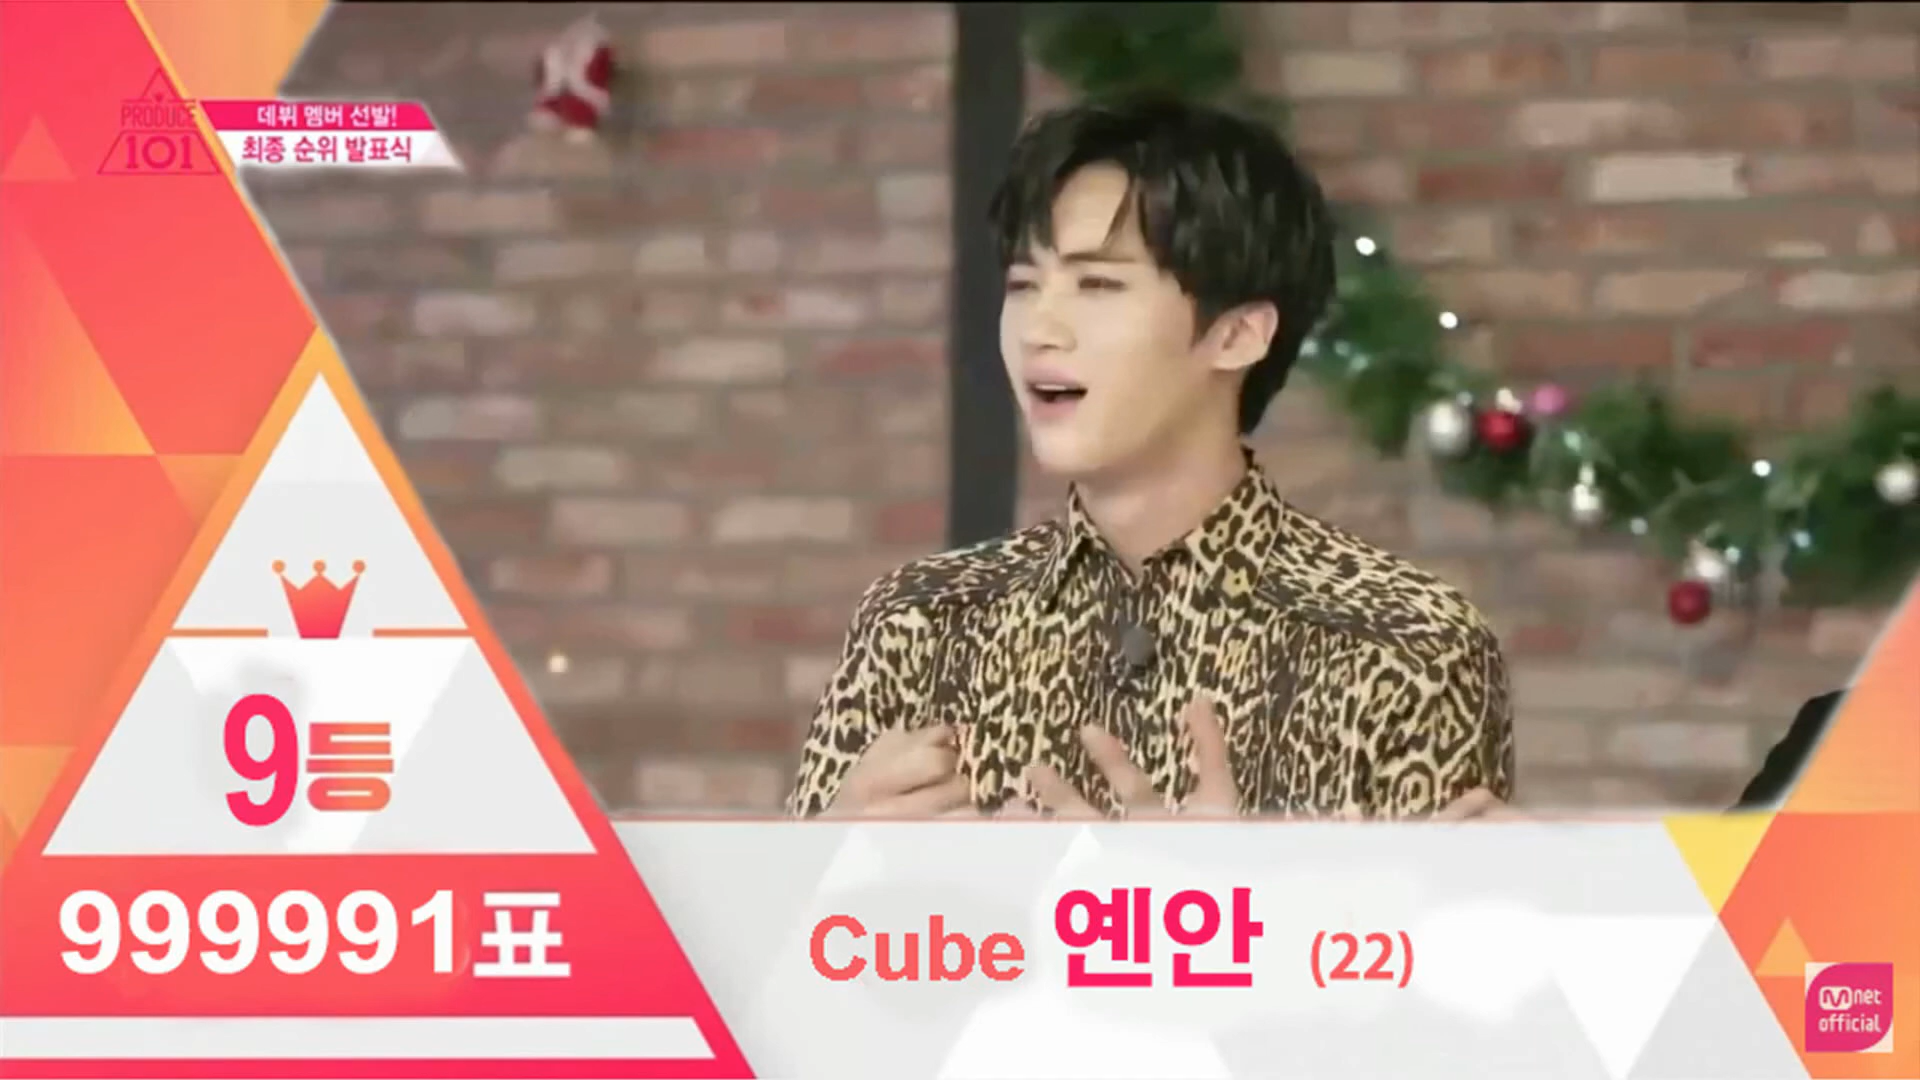 PRODUCE
101
데뷔 멤버 선발!
최종 순위 발표식
9등
999991표
Cube 옌안 (22)
Mnet
official